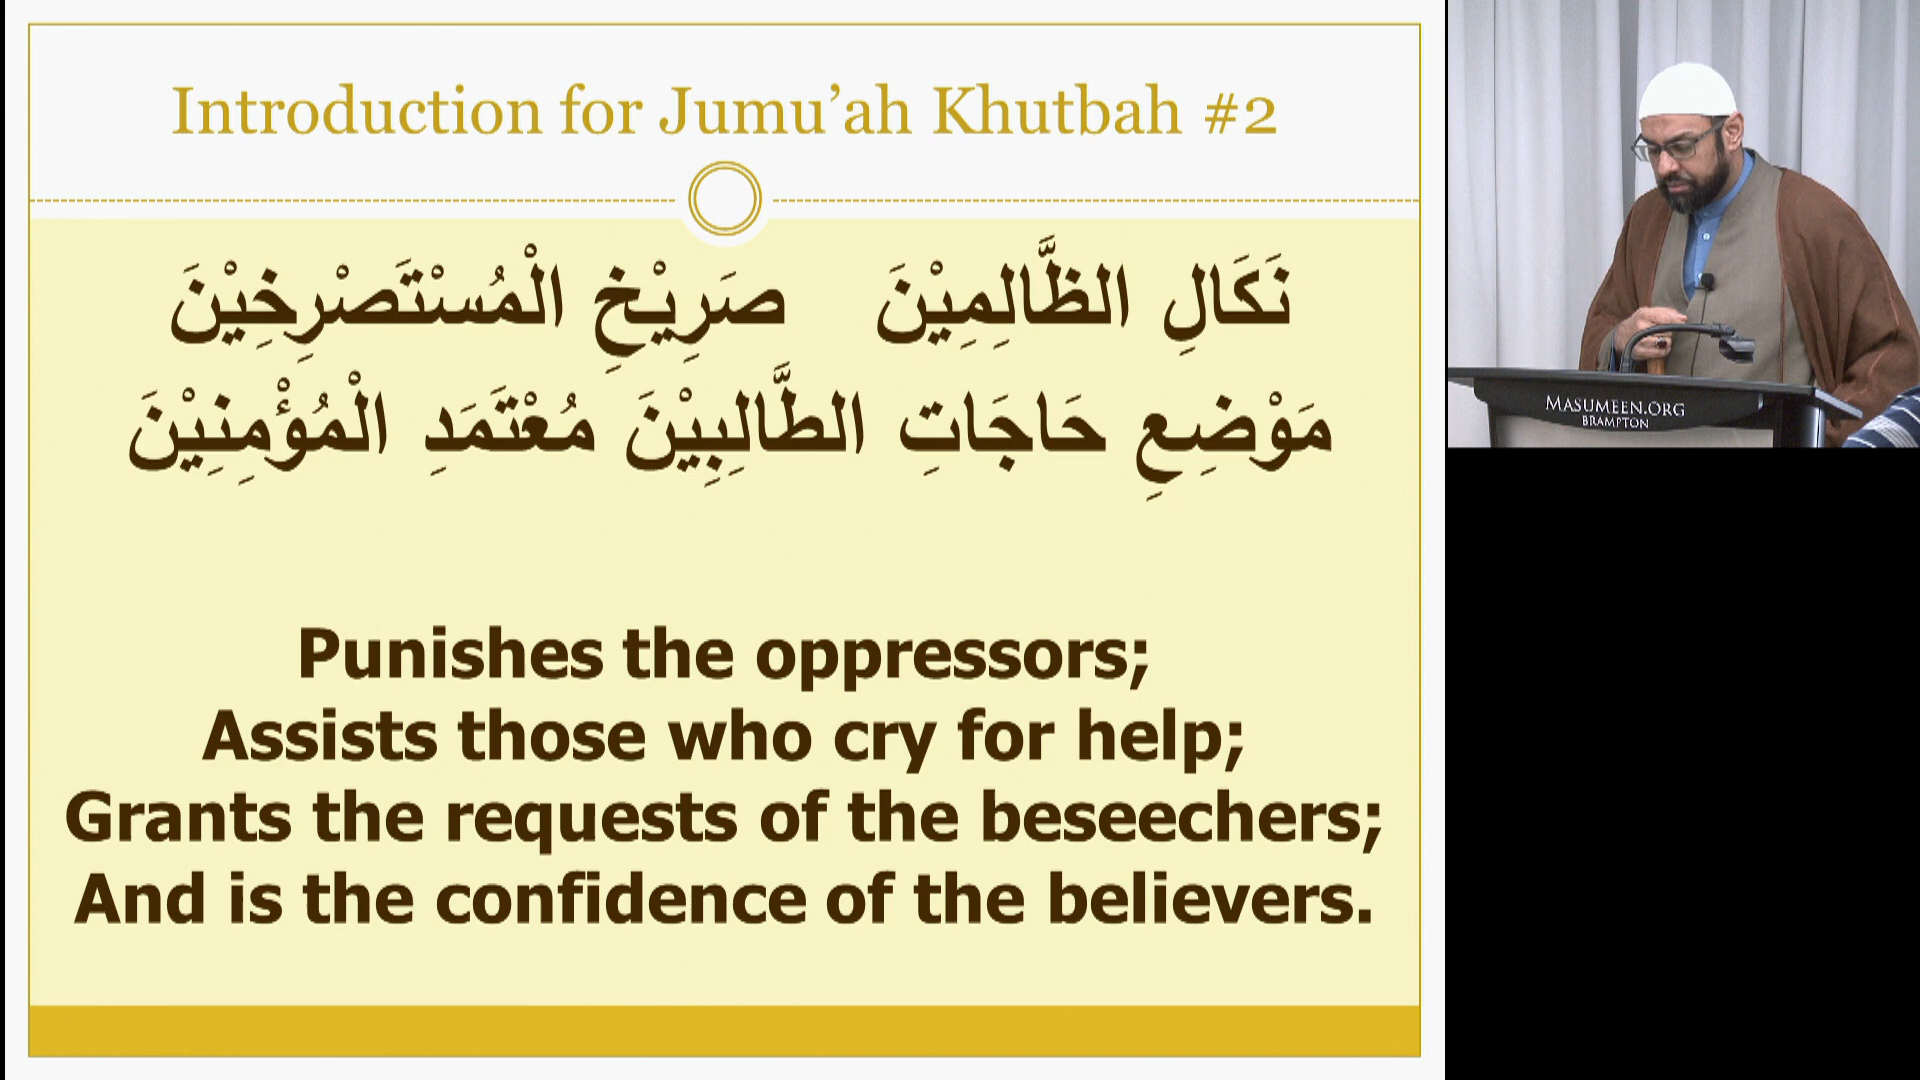 Introduction for Jumu’ah Khutbah #2
نَكَالِ الظَّالِمِيْنَ صَرِيْخِ الْمُسْتَصْرِخِيْنَ
مَوْضِعِ حَاجَاتِ الطَّالِبِيْنَ مُعْتَمَدِ الْمُؤْمِنِيْنَ
Punishes the oppressors;
Assists those who cry for help;
Grants the requests of the beseechers;
And is the confidence of the believers.
MASUMEEN.ORG
BRAMPTON